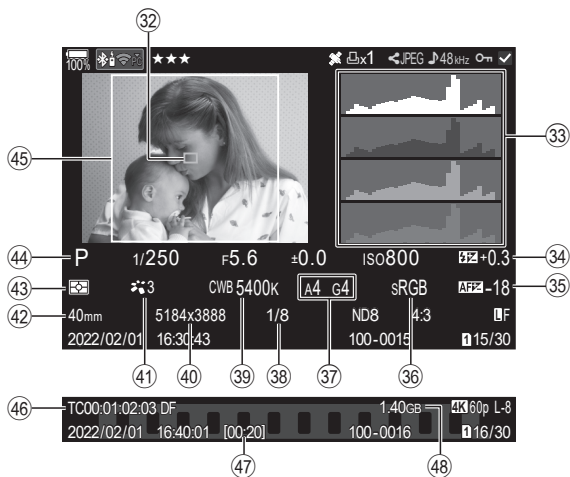 32
100% PC ★★★ x1 JPEG 48kHz ✓
45
33
44 P 1/250 F5.6 ±0.0 ISO800 +0.3 34
43 3 CWB 5400K A4 G4 sRGB AF -18 35
42 40mm 5184x3888 1/8 ND8 4:3 LF
2022/02/01 16:30:43 100-0015 1 15/30
41 40 39 38 37 36
46 TC00:01:02:03 DF 1.40GB 4K 60p L-8
2022/02/01 16:40:01 [00:20] 100-0016 1 16/30
47 48